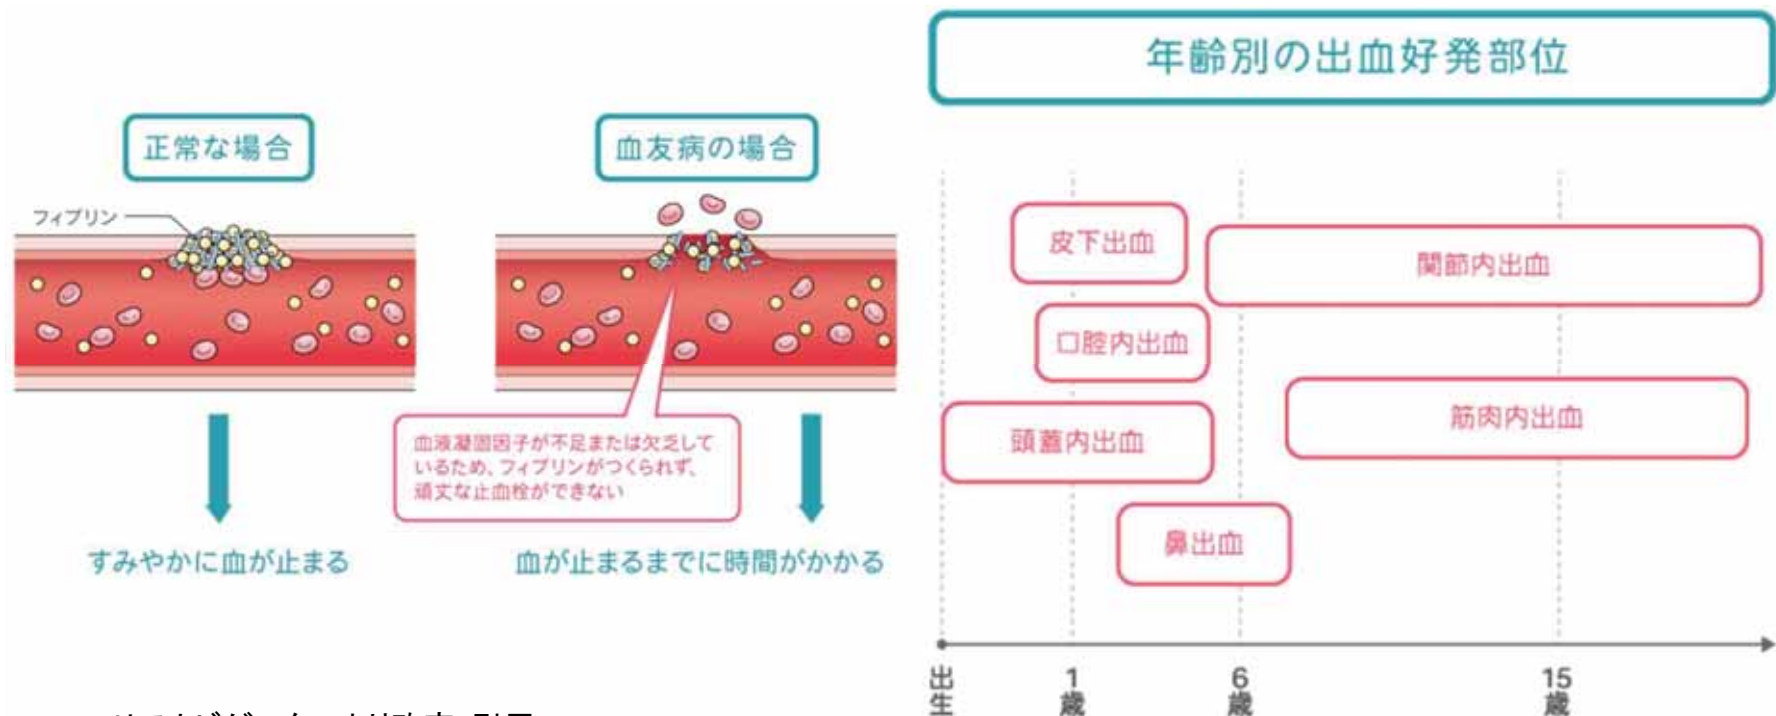 正常な場合
フィブリン
すみやかに血が止まる
血友病の場合
血液凝固因子が不足または欠乏して
いるため、フィブリンがつくられず、
頑丈な止血栓ができない
血が止まるまでに時間がかかる
年齢別の出血好発部位
皮下出血
関節内出血
口腔内出血
筋肉内出血
頭蓋内出血
鼻出血
出生
1歳
6歳
15歳